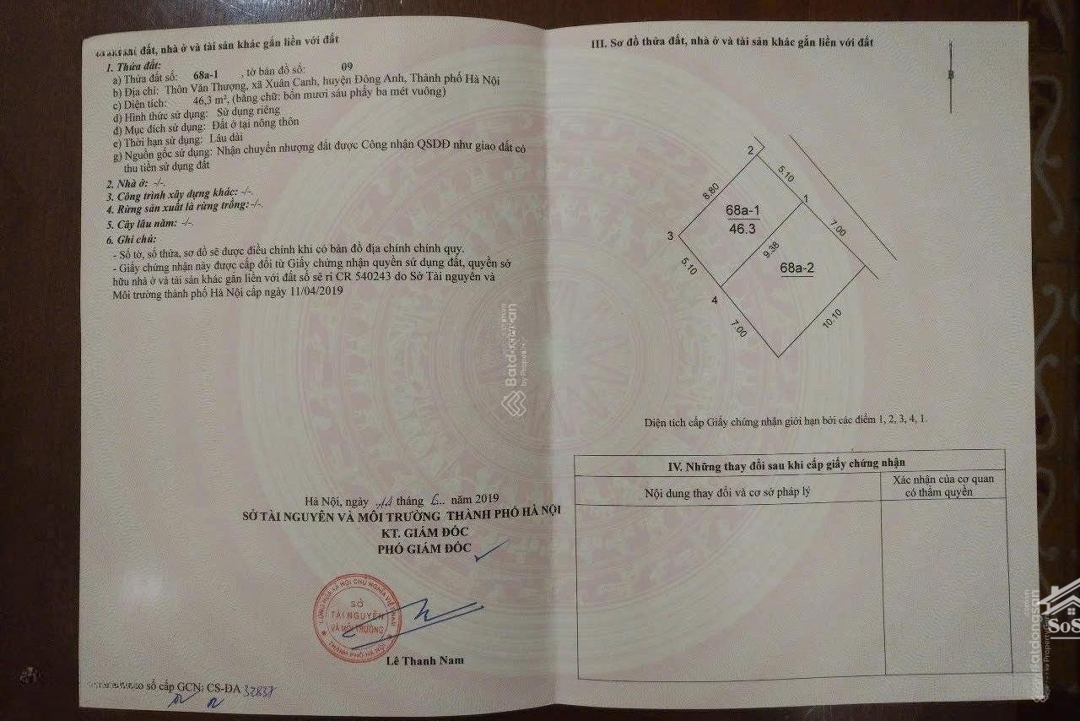 đất, nhà ở và tài sản khác gắn liền với đất
1. Thửa đất:
a) Thửa đất số: 68a-1 , tờ bản đồ số: 09
b) Địa chỉ: Thôn Văn Thượng, xã Xuân Canh, huyện Đông Anh, Thành phố Hà Nội
c) Diện tích: 46,3 m², (bằng chữ: bốn mươi sáu phẩy ba mét vuông)
d) Hình thức sử dụng: Sử dụng riêng
đ) Mục đích sử dụng: Đất ở tại nông thôn
e) Thời hạn sử dụng: Lâu dài
g) Nguồn gốc sử dụng: Nhận chuyển nhượng đất được Công nhận QSDĐ như giao đất có
thu tiền sử dụng đất
2. Nhà ở: -/-.
3. Công trình xây dựng khác: -/-.
4. Rừng sản xuất là rừng trồng: -/-.
5. Cây lâu năm: -/-.
6. Ghi chú:
- Số tờ, số thửa, sơ đồ sẽ được điều chỉnh khi có bản đồ địa chính chính quy.
- Giấy chứng nhận này được cấp đổi từ Giấy chứng nhận quyền sử dụng đất, quyền sở
hữu nhà ở và tài sản khác gắn liền với đất số sê ri CR 540243 do Sở Tài nguyên và
Môi trường thành phố Hà Nội cấp ngày 11/04/2019
Hà Nội, ngày tháng 6 năm 2019
SỞ TÀI NGUYÊN VÀ MÔI TRƯỜNG THÀNH PHỐ HÀ NỘI
KT. GIÁM ĐỐC
PHÓ GIÁM ĐỐC
SỞ
TÀI NGUYÊN
VÀ MÔI TRƯỜNG
THÀNH PHỐ HÀ NỘI
Lê Thanh Nam
số cấp GCN: CS-ĐA 32837
III. Sơ đồ thửa đất, nhà ở và tài sản khác gắn liền với đất
B
2
5.10
8.80
1
68a-1
46.3
7.00
3
9.38
68a-2
5.10
4
7.00
10.10
Diện tích cấp Giấy chứng nhận giới hạn bởi các điểm 1, 2, 3, 4, 1.
IV. Những thay đổi sau khi cấp giấy chứng nhận
Nội dung thay đổi và cơ sở pháp lý
Xác nhận của cơ quan
có thẩm quyền
Batdongsan
by PropertyGuru